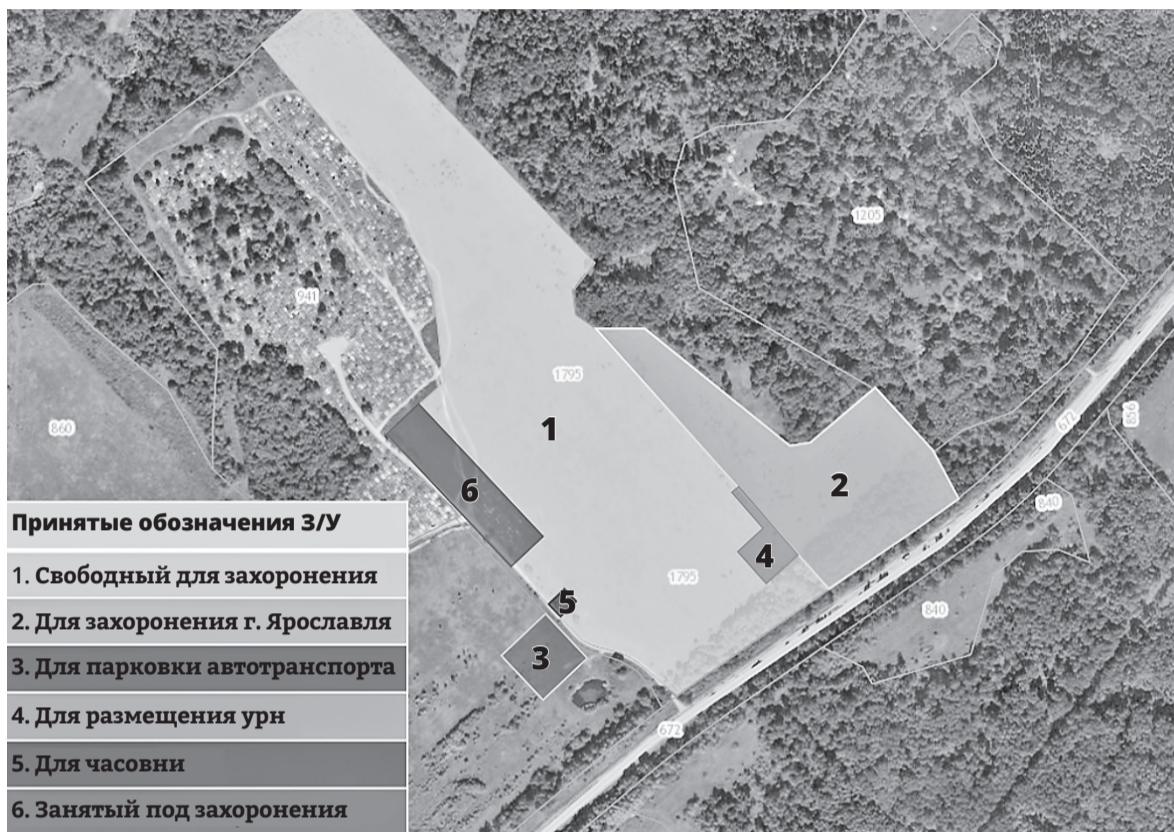 1205
941
1795
677
856
1
860
2
6
840
Принятые обозначения З/У
4
1795
1. Свободный для захоронения
5
840
2. Для захоронения г. Ярославля
3
3. Для парковки автотранспорта
4. Для размещения урн
672
5. Для часовни
6. Занятый под захоронения